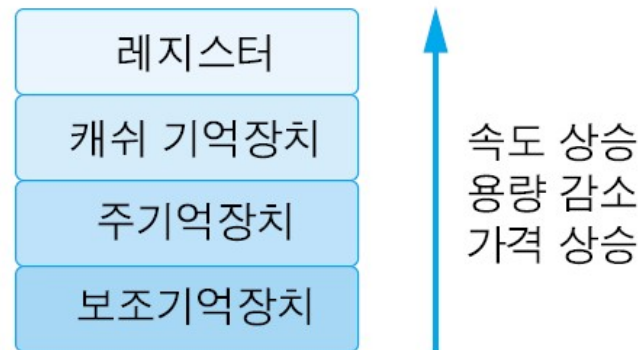 레지스터
캐쉬 기억장치
주기억장치
보조기억장치
속도 상승
용량 감소
가격 상승